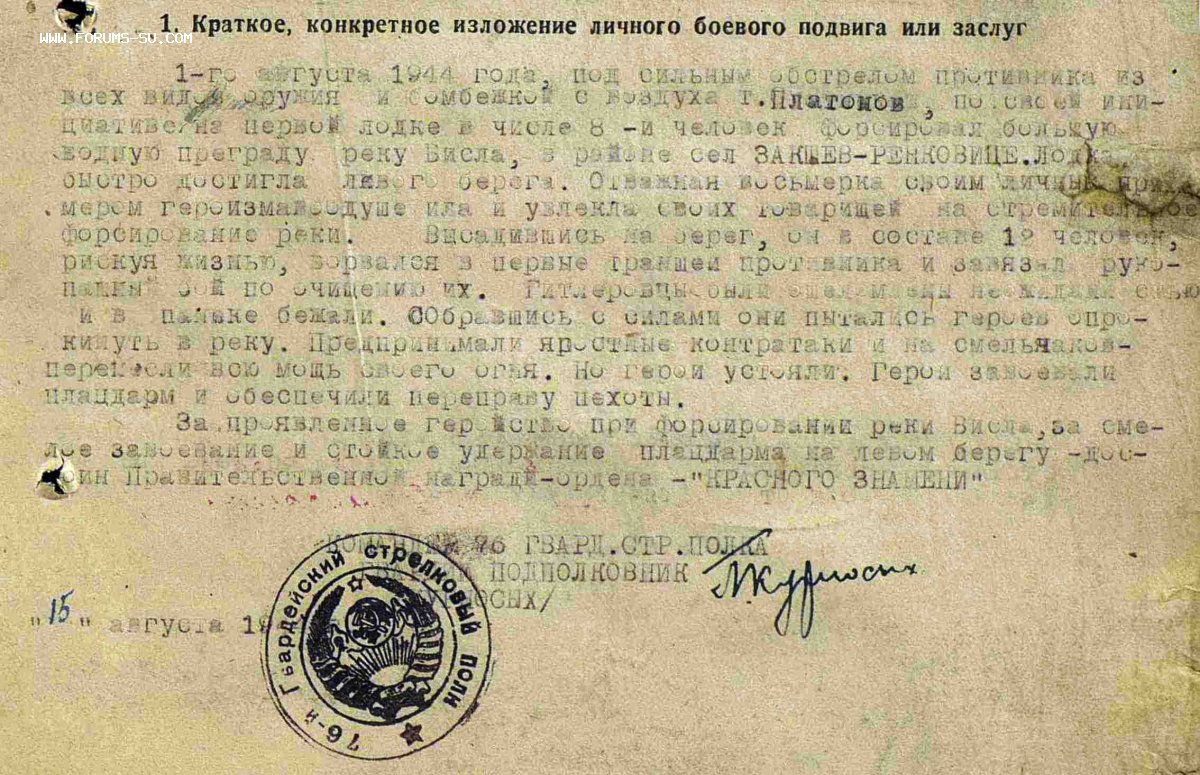 1. Краткое, конкретное изложение личного боевого подвига или заслуг
WWW.FORUMS-SU.COM
1-го августа 1944 года, под сильным обстрелом противника из
всех видов оружия и бомбежкой с воздуха т.Платонов, по своей ини-
циативе на первой лодке в числе 8-и человек форсировал большую
водную преграду реку Висла, в районе сел ЗАКШЕВ-РЕНКОВИЦЕ.Лодка
быстро достигла левого берега. Отважная восьмерка своим личным при-
мером героизма и увлекла своих товарищей на стремительное
форсирование реки. Высадившись на берег, он в составе 12 человек,
рискуя жизнью, ворвался в первые траншеи противника и завязал руко-
пашный бой по очищению их. Гитлеровцы были
и в панике бежали. СОбравшись с силами они пытались героев опро-
кинуть в реку. Предпринимали яростные контратаки и на смельчаков-
перенесли всю мощь своего огья. Но герои устояли. Герои завоевали
плацдарм и обеспечили переправу пехоты.
За проявленное геройство при форсировании реки Висла,за сме-
лое завоевание и стойкое удержание плацдарма на левом берегу -дос-
оин Правительственной награды-ордена -"КРАСНОГО ЗНАМЕНИ"
КОМАНДИР 76 ГВАРД.СТР.ПОЛКА
ПОДПОЛКОВНИК
"15" августа 19
76-й Гвардейский стрелковый полк